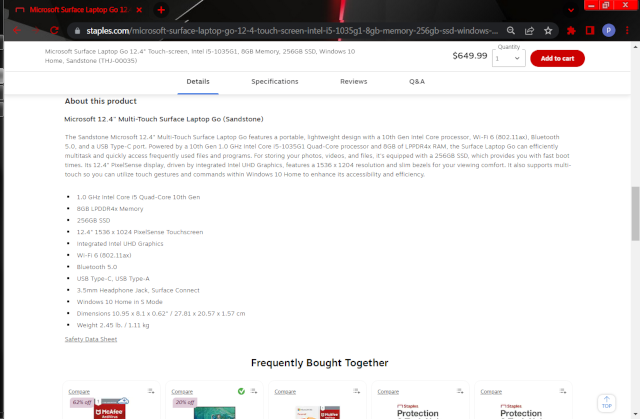 Microsoft Surface Laptop Go 12.4
staples.com/microsoft-surface-laptop-go-12-4-touch-screen-intel-i5-1035g1-8gb-memory-256gb-ssd-windows-...
P
Microsoft Surface Laptop Go 12.4" Touch-screen, Intel i5-1035G1, 8GB Memory, 256GB SSD, Windows 10
Home, Sandstone (THJ-00035)
$649.99
Quantity
1
Add to cart
Details
Specifications
Reviews
Q&A
About this product
Microsoft 12.4" Multi-Touch Surface Laptop Go (Sandstone)
The Sandstone Microsoft 12.4" Multi-Touch Surface Laptop Go features a portable, lightweight design with a 10th Gen Intel Core processor, Wi-Fi 6 (802.11ax), Bluetooth
5.0, and a USB Type-C port. Powered by a 10th Gen 1.0 GHz Intel Core i5-1035G1 Quad-Core processor and 8GB of LPPDR4x RAM, the Surface Laptop Go can efficiently
multitask and quickly access frequently used files and programs. For storing your photos, videos, and files, it's equipped with a 256GB SSD, which provides you with fast boot
times. Its 12.4" PixelSense display, driven by integrated Intel UHD Graphics, features a 1536 x 1204 resolution and slim bezels for your viewing comfort. It also supports multi-
touch so you can utilize touch gestures and commands within Windows 10 Home to enhance its accessibility and efficiency.
1.0 GHz Intel Core i5 Quad-Core 10th Gen
8GB LPDDR4x Memory
256GB SSD
12.4" 1536 x 1024 PixelSense Touchscreen
Integrated Intel UHD Graphics
Wi-Fi 6 (802.11ax)
Bluetooth 5.0
USB Type-C, USB Type-A
3.5mm Headphone Jack, Surface Connect
Windows 10 Home in S Mode
Dimensions 10.95 x 8.1 x 0.62" / 27.81 x 20.57 x 1.57 cm
Weight 2.45 lb. / 1.11 kg
Safety Data Sheet
Frequently Bought Together
Compare
Compare
Compare
Compare
Compare
62% off
20% off
McAfee
McAfee
Staples
Protection
Staples
Protection
TOP